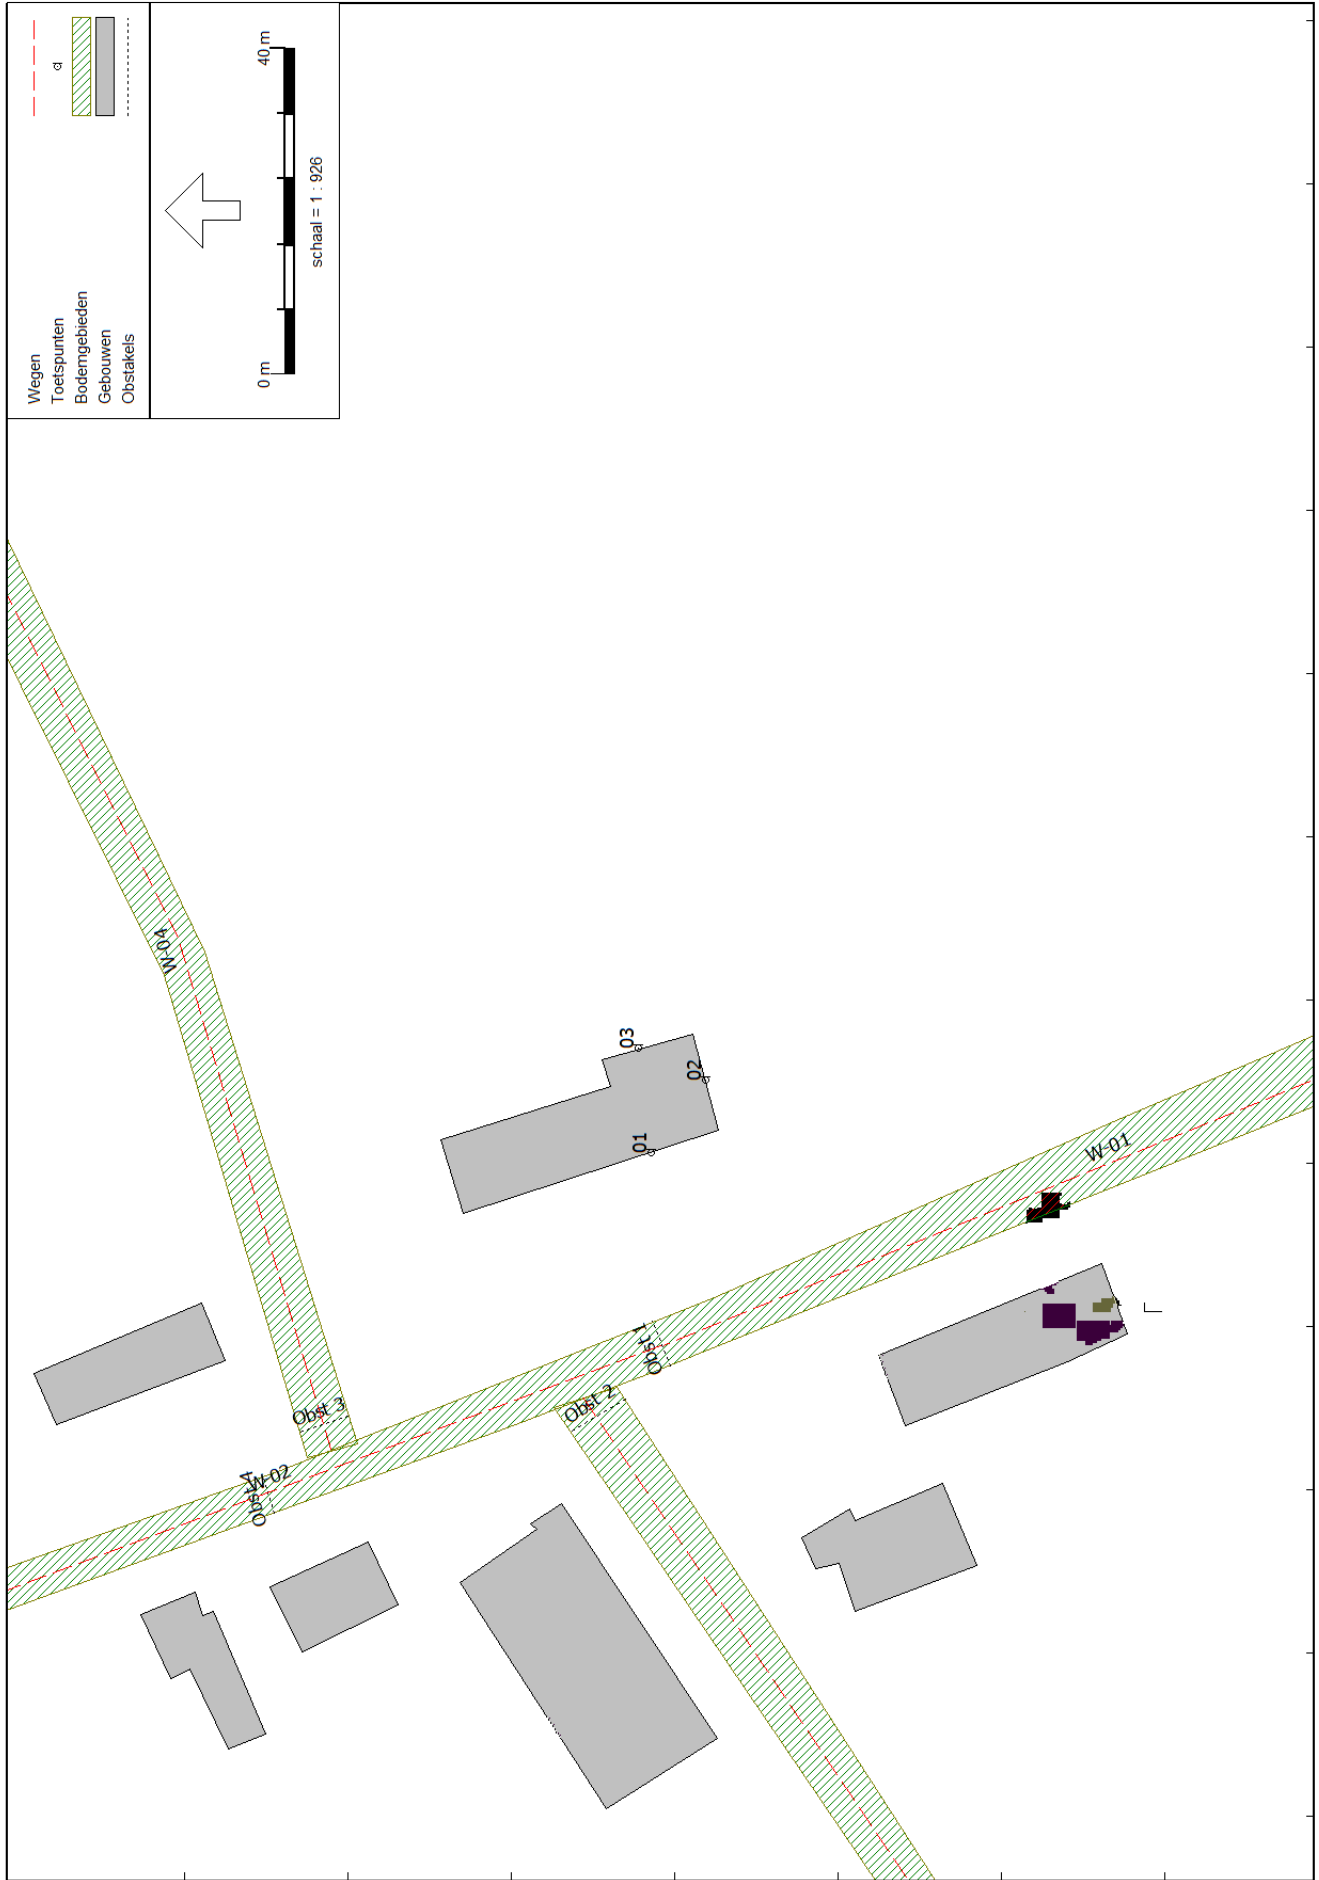 Wegen
Toetspunten
Bodemgebieden
Gebouwen
Obstakels
0 m
40 m
schaal = 1 : 926
W-04
03
02
01
W-01
Obst 1
Obst 2
Obst 3
W-02
Obst 4